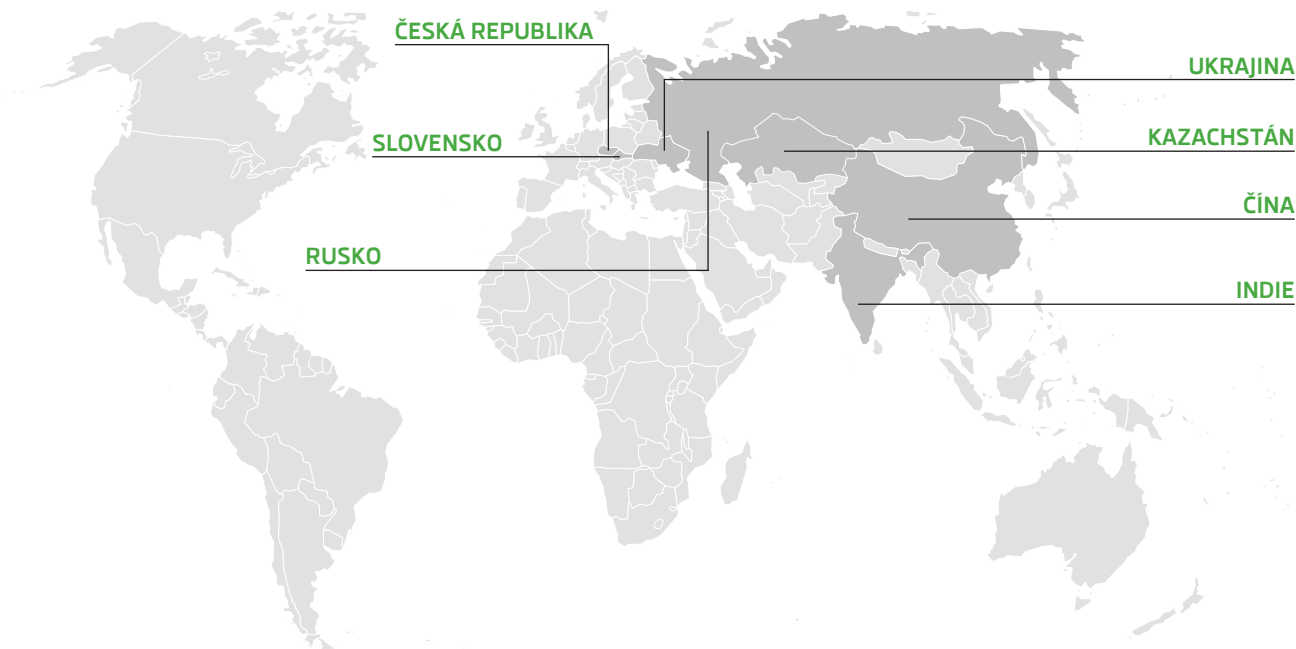 ČESKÁ REPUBLIKA
UKRAJINA
SLOVENSKO
KAZACHSTÁN
ČÍNA
RUSKO
INDIE